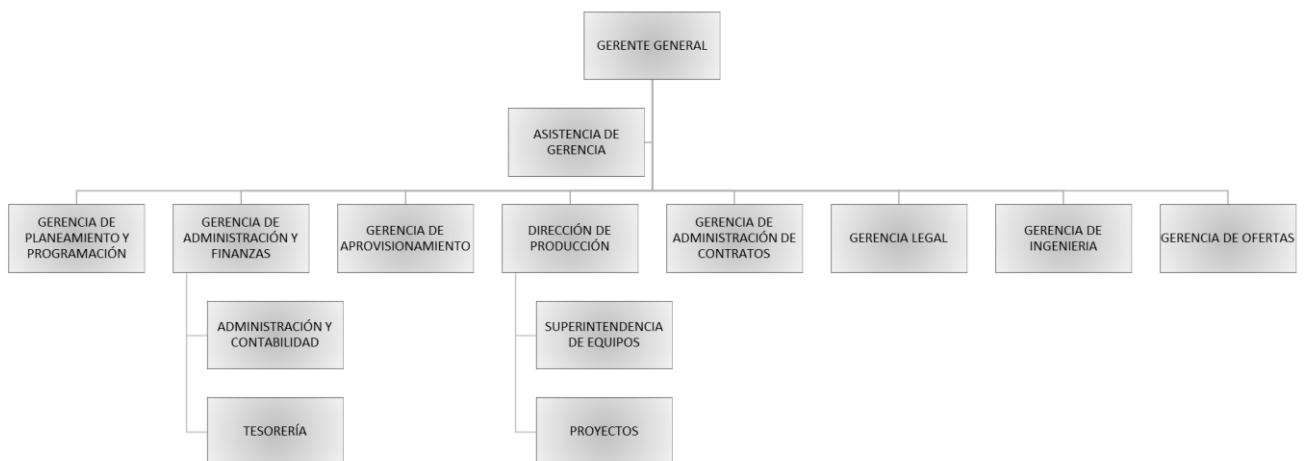 GERENTE GENERAL
ASISTENCIA DE
GERENCIA
GERENCIA DE
PLANEAMIENTO Y
PROGRAMACIÓN
GERENCIA DE
ADMINISTRACIÓN Y
FINANZAS
GERENCIA DE
APROVISIONAMIENTO
DIRECCIÓN DE
PRODUCCIÓN
GERENCIA DE
ADMINISTRACIÓN DE
CONTRATOS
GERENCIA LEGAL
GERENCIA DE
INGENIERIA
GERENCIA DE OFERTAS
ADMINISTRACIÓN Y
CONTABILIDAD
SUPERINTENDENCIA
DE EQUIPOS
TESORERÍA
PROYECTOS